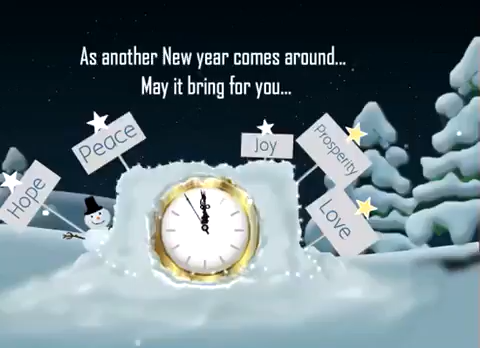 As another New year comes around...
May it bring for you...
Peace
Joy
Prosperity
Hope
Love